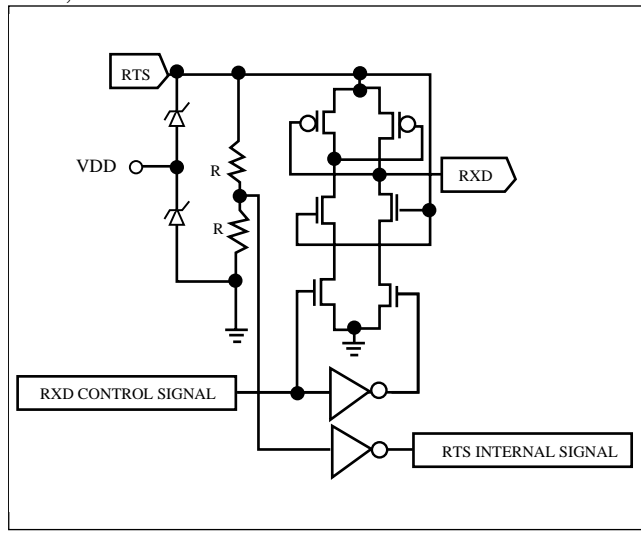 RTS
VDD
R
RXD
R
RXD CONTROL SIGNAL
RTS INTERNAL SIGNAL